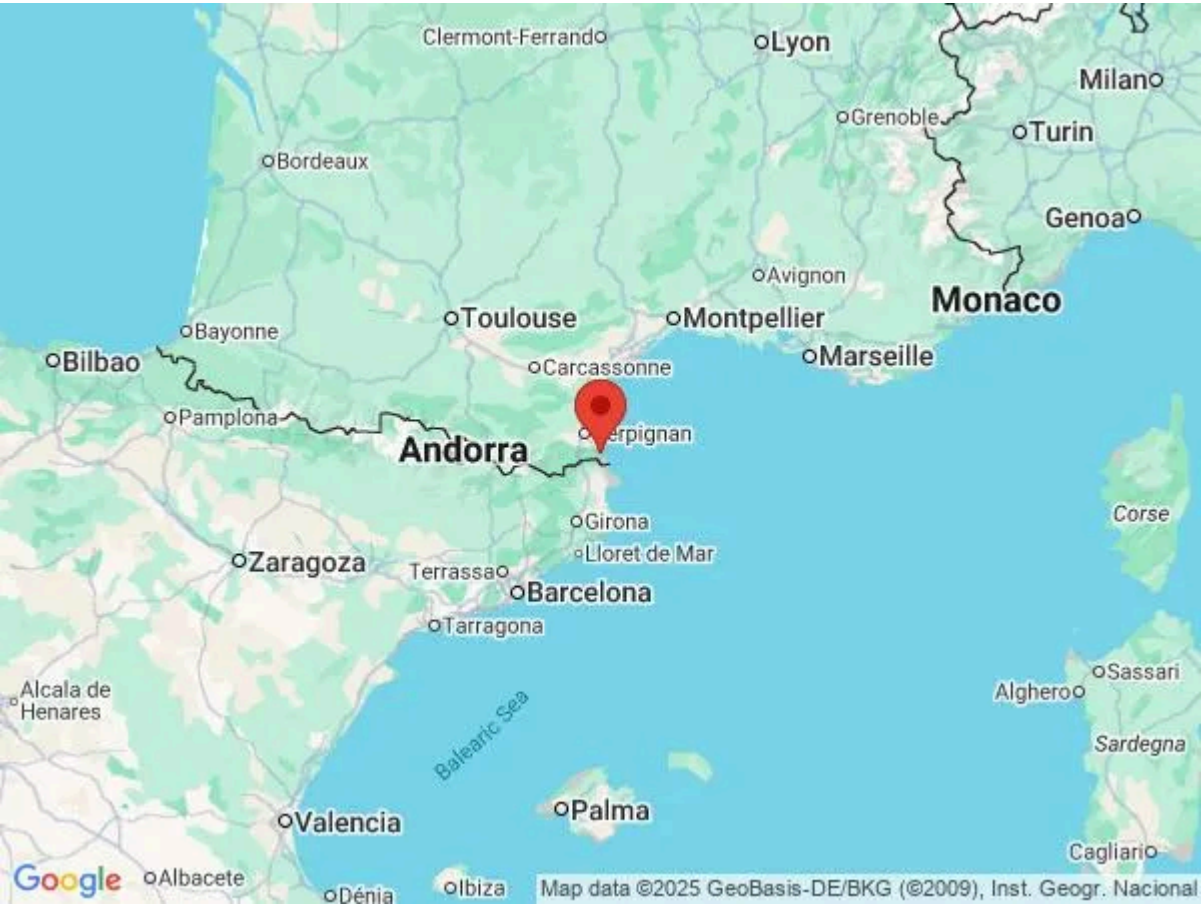 Clermont-Ferrand
Lyon
Milan
Grenoble
Turin
Bordeaux
Genoa
Avignon
Monaco
Toulouse
Montpellier
Bayonne
Marseille
Bilbao
Carcassonne
Pamplona
erpignan
Andorra
Corse
Girona
Lloret de Mar
Zaragoza
Terrassa
Barcelona
Tarragona
Sassari
Alghero
Alcala de
Henares
Balearic Sea
Sardegna
Palma
Valencia
Cagliari
Google
Albacete
Dénia
Ibiza
Map data ©2025 GeoBasis-DE/BKG (©2009), Inst. Geogr. Nacional